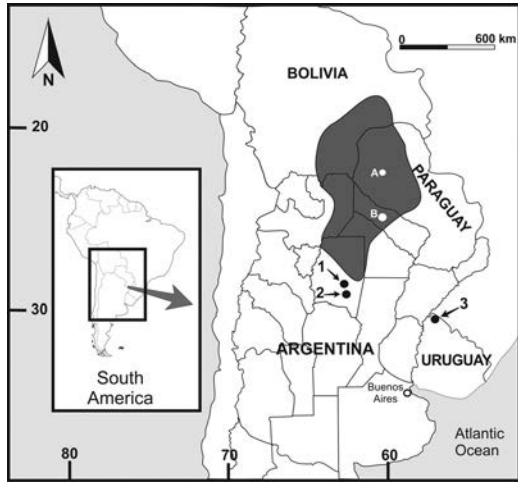 0
600 km
N
BOLIVIA
20
A
PARAGUAY
B
1
2
3
30
ARGENTINA
URUGUAY
Buenos
Aires
South
America
Atlantic
Ocean
80
70
60